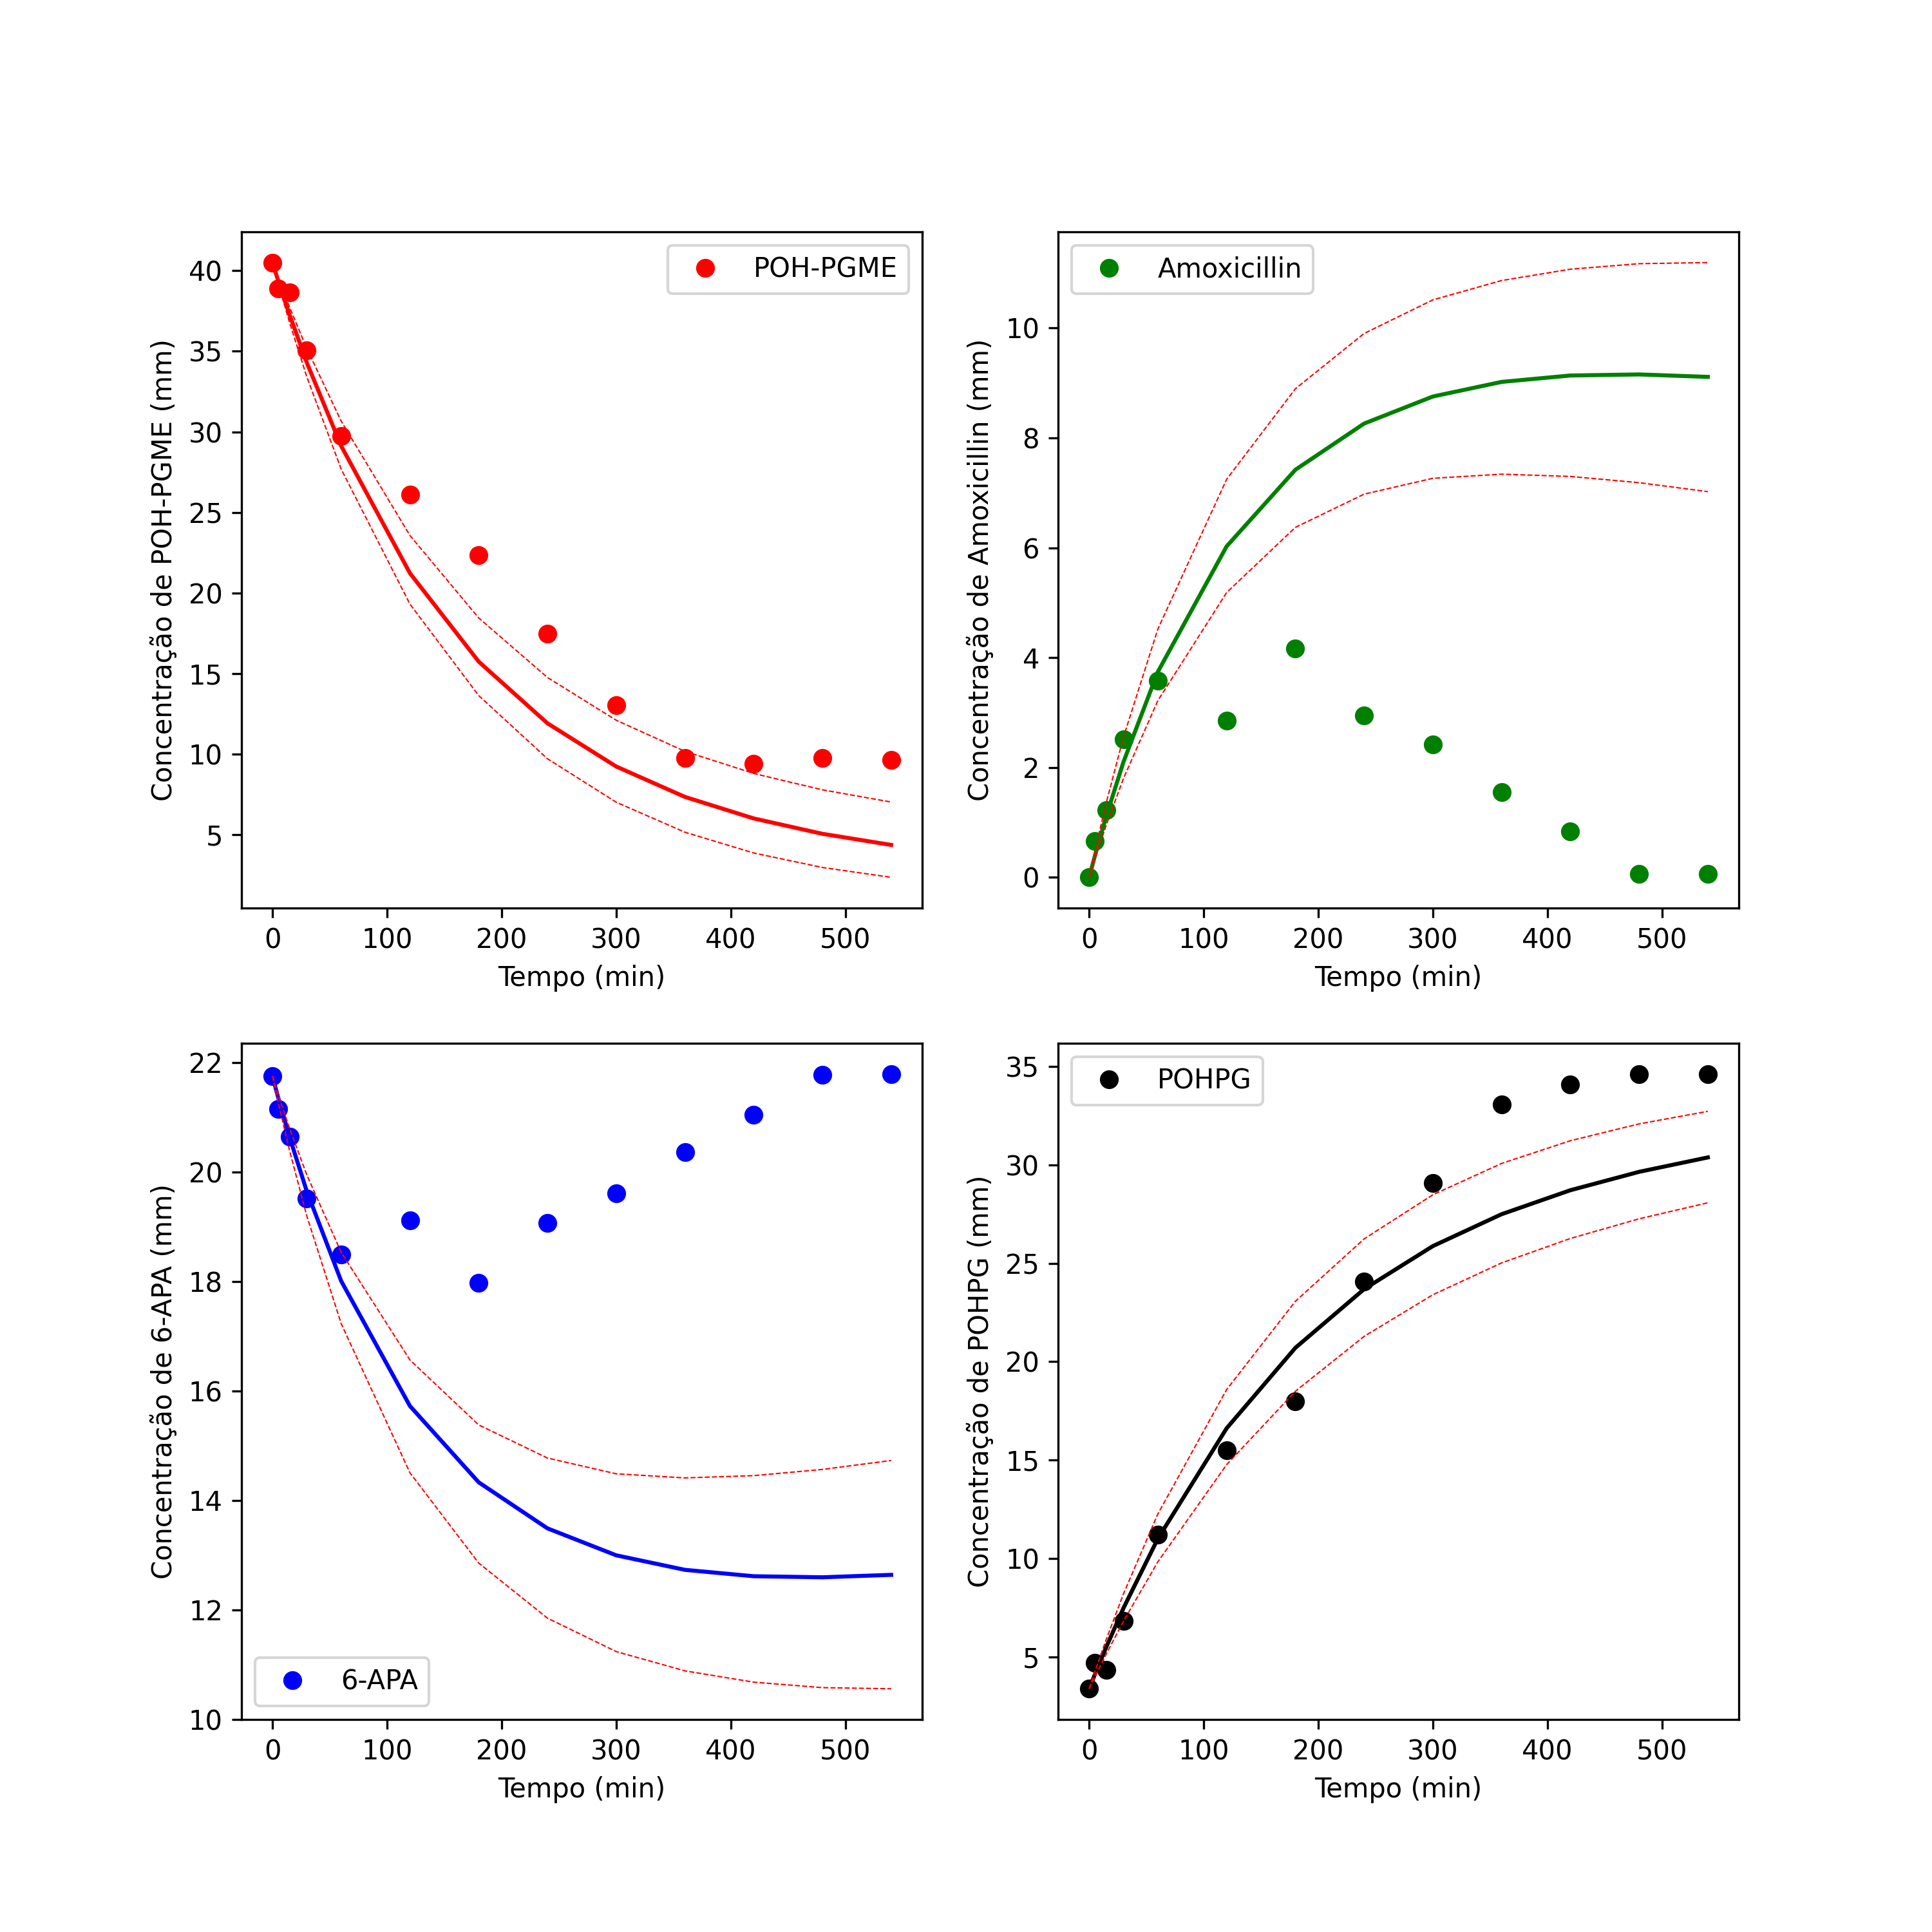 POH-PGME
Concentração de POH-PGME (mm)
40
35
30
25
20
15
10
5
0 100 200 300 400 500
Tempo (min)
Amoxicillin
Concentração de Amoxicillin (mm)
10
8
6
4
2
0
0 100 200 300 400 500
Tempo (min)
6-APA
Concentração de 6-APA (mm)
22
20
18
16
14
12
10
0 100 200 300 400 500
Tempo (min)
POHPG
Concentração de POHPG (mm)
35
30
25
20
15
10
5
0 100 200 300 400 500
Tempo (min)